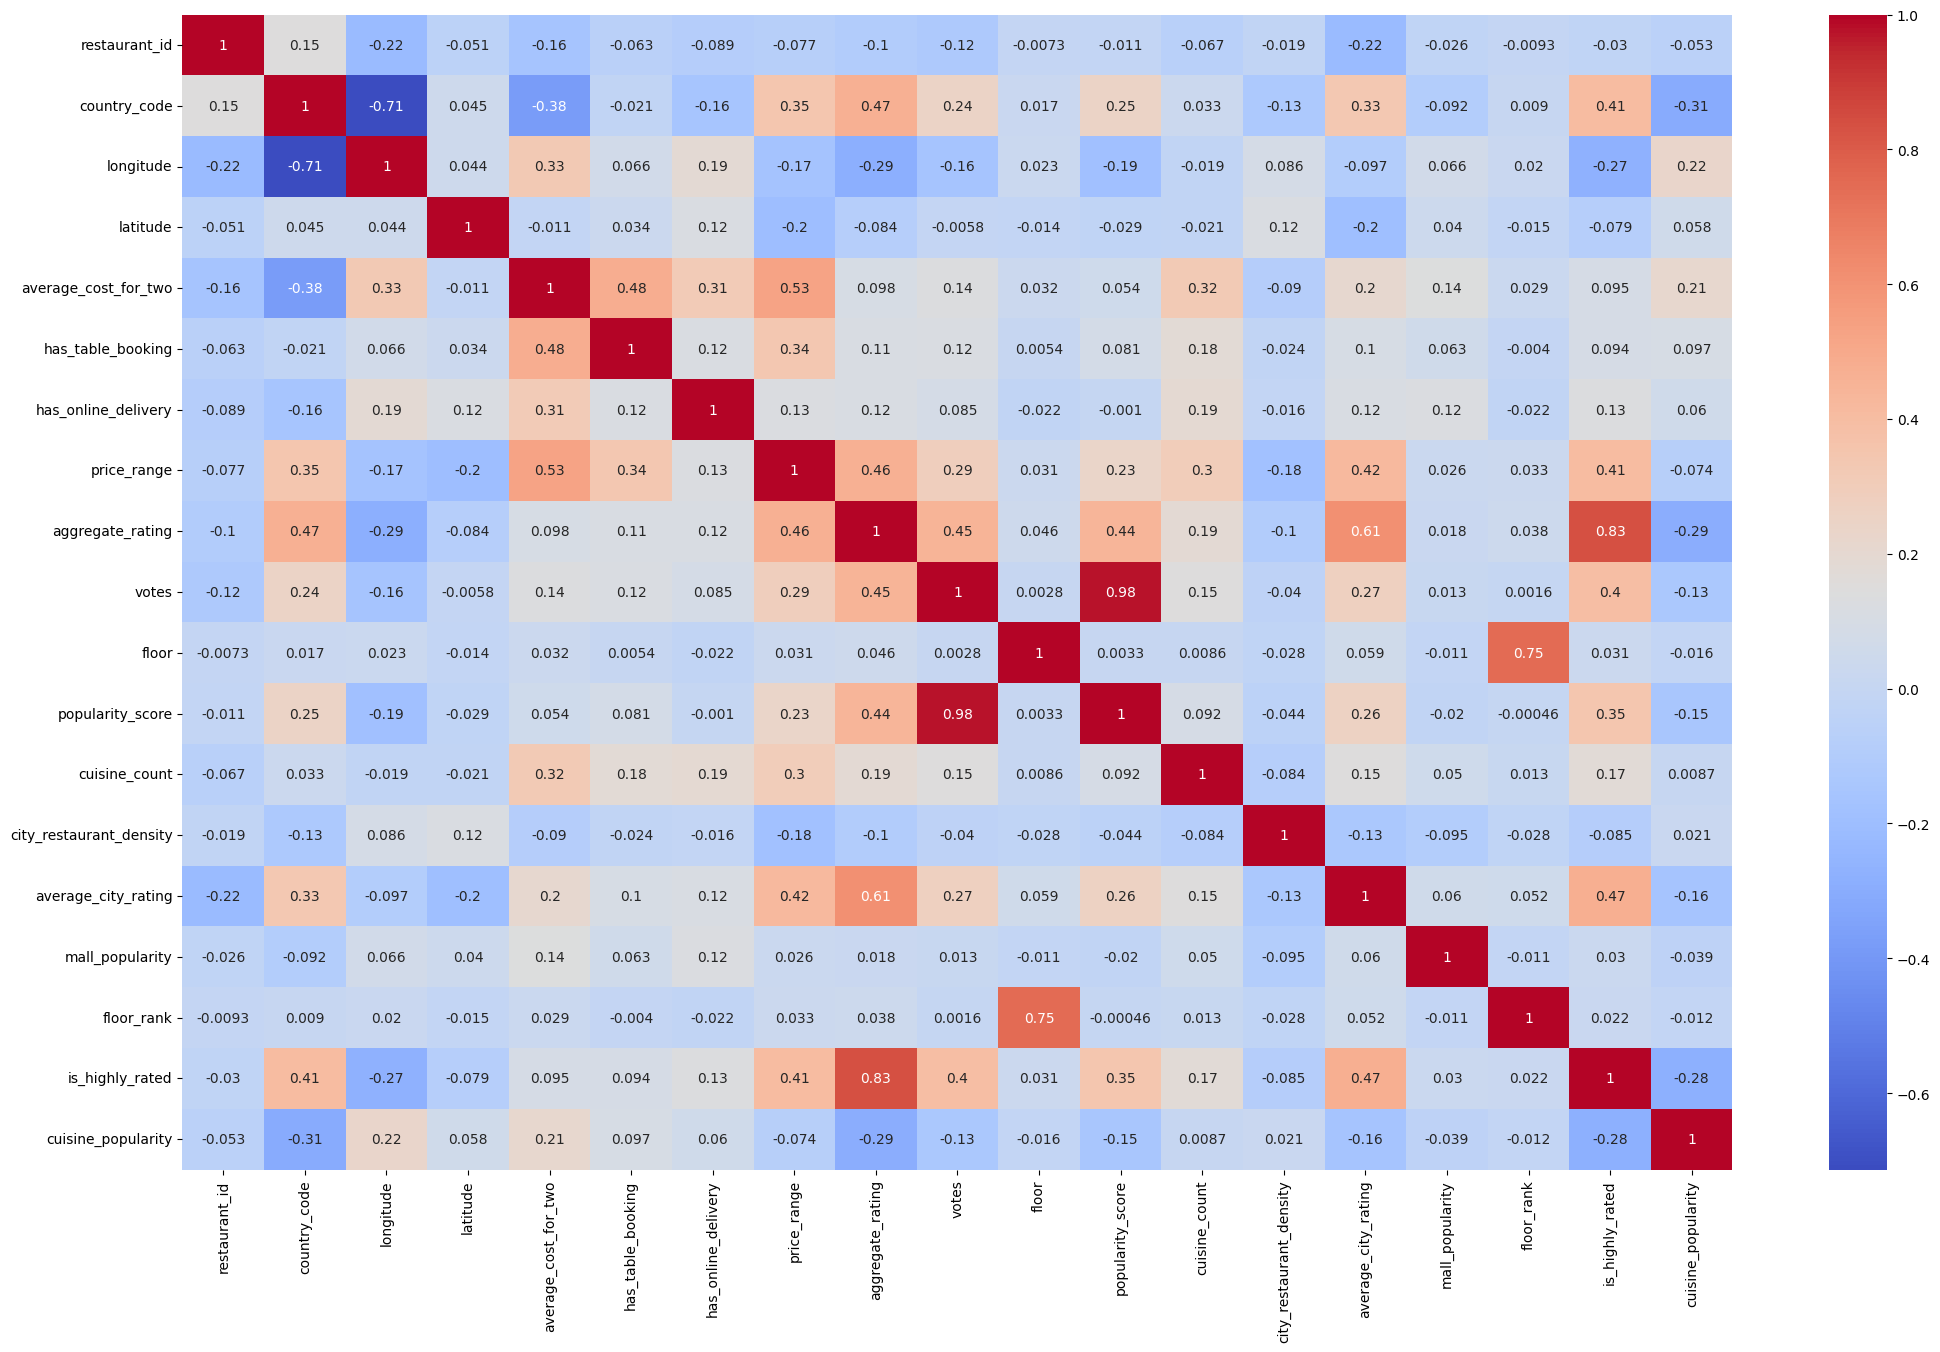 restaurant_id 1 0.15 -0.22 -0.051 -0.16 -0.063 -0.089 -0.077 -0.1 -0.12 -0.0073 -0.011 -0.067 -0.019 -0.22 -0.026 -0.0093 -0.03 -0.053
country_code 0.15 1 -0.71 0.045 -0.38 -0.021 -0.16 0.35 0.47 0.24 0.017 0.25 0.033 -0.13 0.33 -0.092 0.009 0.41 -0.31
longitude -0.22 -0.71 1 0.044 0.33 0.066 0.19 -0.17 -0.29 -0.16 0.023 -0.19 -0.019 0.086 -0.097 0.066 0.02 -0.27 0.22
latitude -0.051 0.045 0.044 1 -0.011 0.034 0.12 -0.2 -0.084 -0.0058 -0.014 -0.029 -0.021 0.12 -0.2 0.04 -0.015 -0.079 0.058
average_cost_for_two -0.16 -0.38 0.33 -0.011 1 0.48 0.31 0.53 0.098 0.14 0.032 0.054 0.32 -0.09 0.2 0.14 0.029 0.095 0.21
has_table_booking -0.063 -0.021 0.066 0.034 0.48 1 0.12 0.34 0.11 0.12 0.0054 0.081 0.18 -0.024 0.1 0.063 -0.004 0.094 0.097
has_online_delivery -0.089 -0.16 0.19 0.12 0.31 0.12 1 0.13 0.12 0.085 -0.022 -0.001 0.19 -0.016 0.12 0.12 -0.022 0.13 0.06
price_range -0.077 0.35 -0.17 -0.2 0.53 0.34 0.13 1 0.46 0.29 0.031 0.23 0.3 -0.18 0.42 0.026 0.033 0.41 -0.074
aggregate_rating -0.1 0.47 -0.29 -0.084 0.098 0.11 0.12 0.46 1 0.45 0.046 0.44 0.19 -0.1 0.61 0.018 0.038 0.83 -0.29
votes -0.12 0.24 -0.16 -0.0058 0.14 0.12 0.085 0.29 0.45 1 0.0028 0.98 0.15 -0.04 0.27 0.013 0.0016 0.4 -0.13
floor -0.0073 0.017 0.023 -0.014 0.032 0.0054 -0.022 0.031 0.046 0.0028 1 0.0033 0.0086 -0.028 0.059 -0.011 0.75 0.031 -0.016
popularity_score -0.011 0.25 -0.19 -0.029 0.054 0.081 -0.001 0.23 0.44 0.98 0.0033 1 0.092 -0.044 0.26 -0.02 -0.00046 0.35 -0.15
cuisine_count -0.067 0.033 -0.019 -0.021 0.32 0.18 0.19 0.3 0.19 0.15 0.0086 0.092 1 -0.084 0.15 0.05 0.013 0.17 0.0087
city_restaurant_density -0.019 -0.13 0.086 0.12 -0.09 -0.024 -0.016 -0.18 -0.1 -0.04 -0.028 -0.044 -0.084 1 -0.13 -0.095 -0.028 -0.085 0.021
average_city_rating -0.22 0.33 -0.097 -0.2 0.2 0.1 0.12 0.42 0.61 0.27 0.059 0.26 0.15 -0.13 1 0.06 0.052 0.47 -0.16
mall_popularity -0.026 -0.092 0.066 0.04 0.14 0.063 0.12 0.026 0.018 0.013 -0.011 -0.02 0.05 -0.095 0.06 1 -0.011 0.03 -0.039
floor_rank -0.0093 0.009 0.02 -0.015 0.029 -0.004 -0.022 0.033 0.038 0.0016 0.75 -0.00046 0.013 -0.028 0.052 -0.011 1 0.022 -0.012
is_highly_rated -0.03 0.41 -0.27 -0.079 0.095 0.094 0.13 0.41 0.83 0.4 0.031 0.35 0.17 -0.085 0.47 0.03 0.022 1 -0.28
cuisine_popularity -0.053 -0.31 0.22 0.058 0.21 0.097 0.06 -0.074 -0.29 -0.13 -0.016 -0.15 0.0087 0.021 -0.16 -0.039 -0.012 -0.28 1
restaurant_id
country_code
longitude
latitude
average_cost_for_two
has_table_booking
has_online_delivery
price_range
aggregate_rating
votes
floor
popularity_score
cuisine_count
city_restaurant_density
average_city_rating
mall_popularity
floor_rank
is_highly_rated
cuisine_popularity
1.0
0.8
0.6
0.4
0.2
0.0
−0.2
−0.4
−0.6